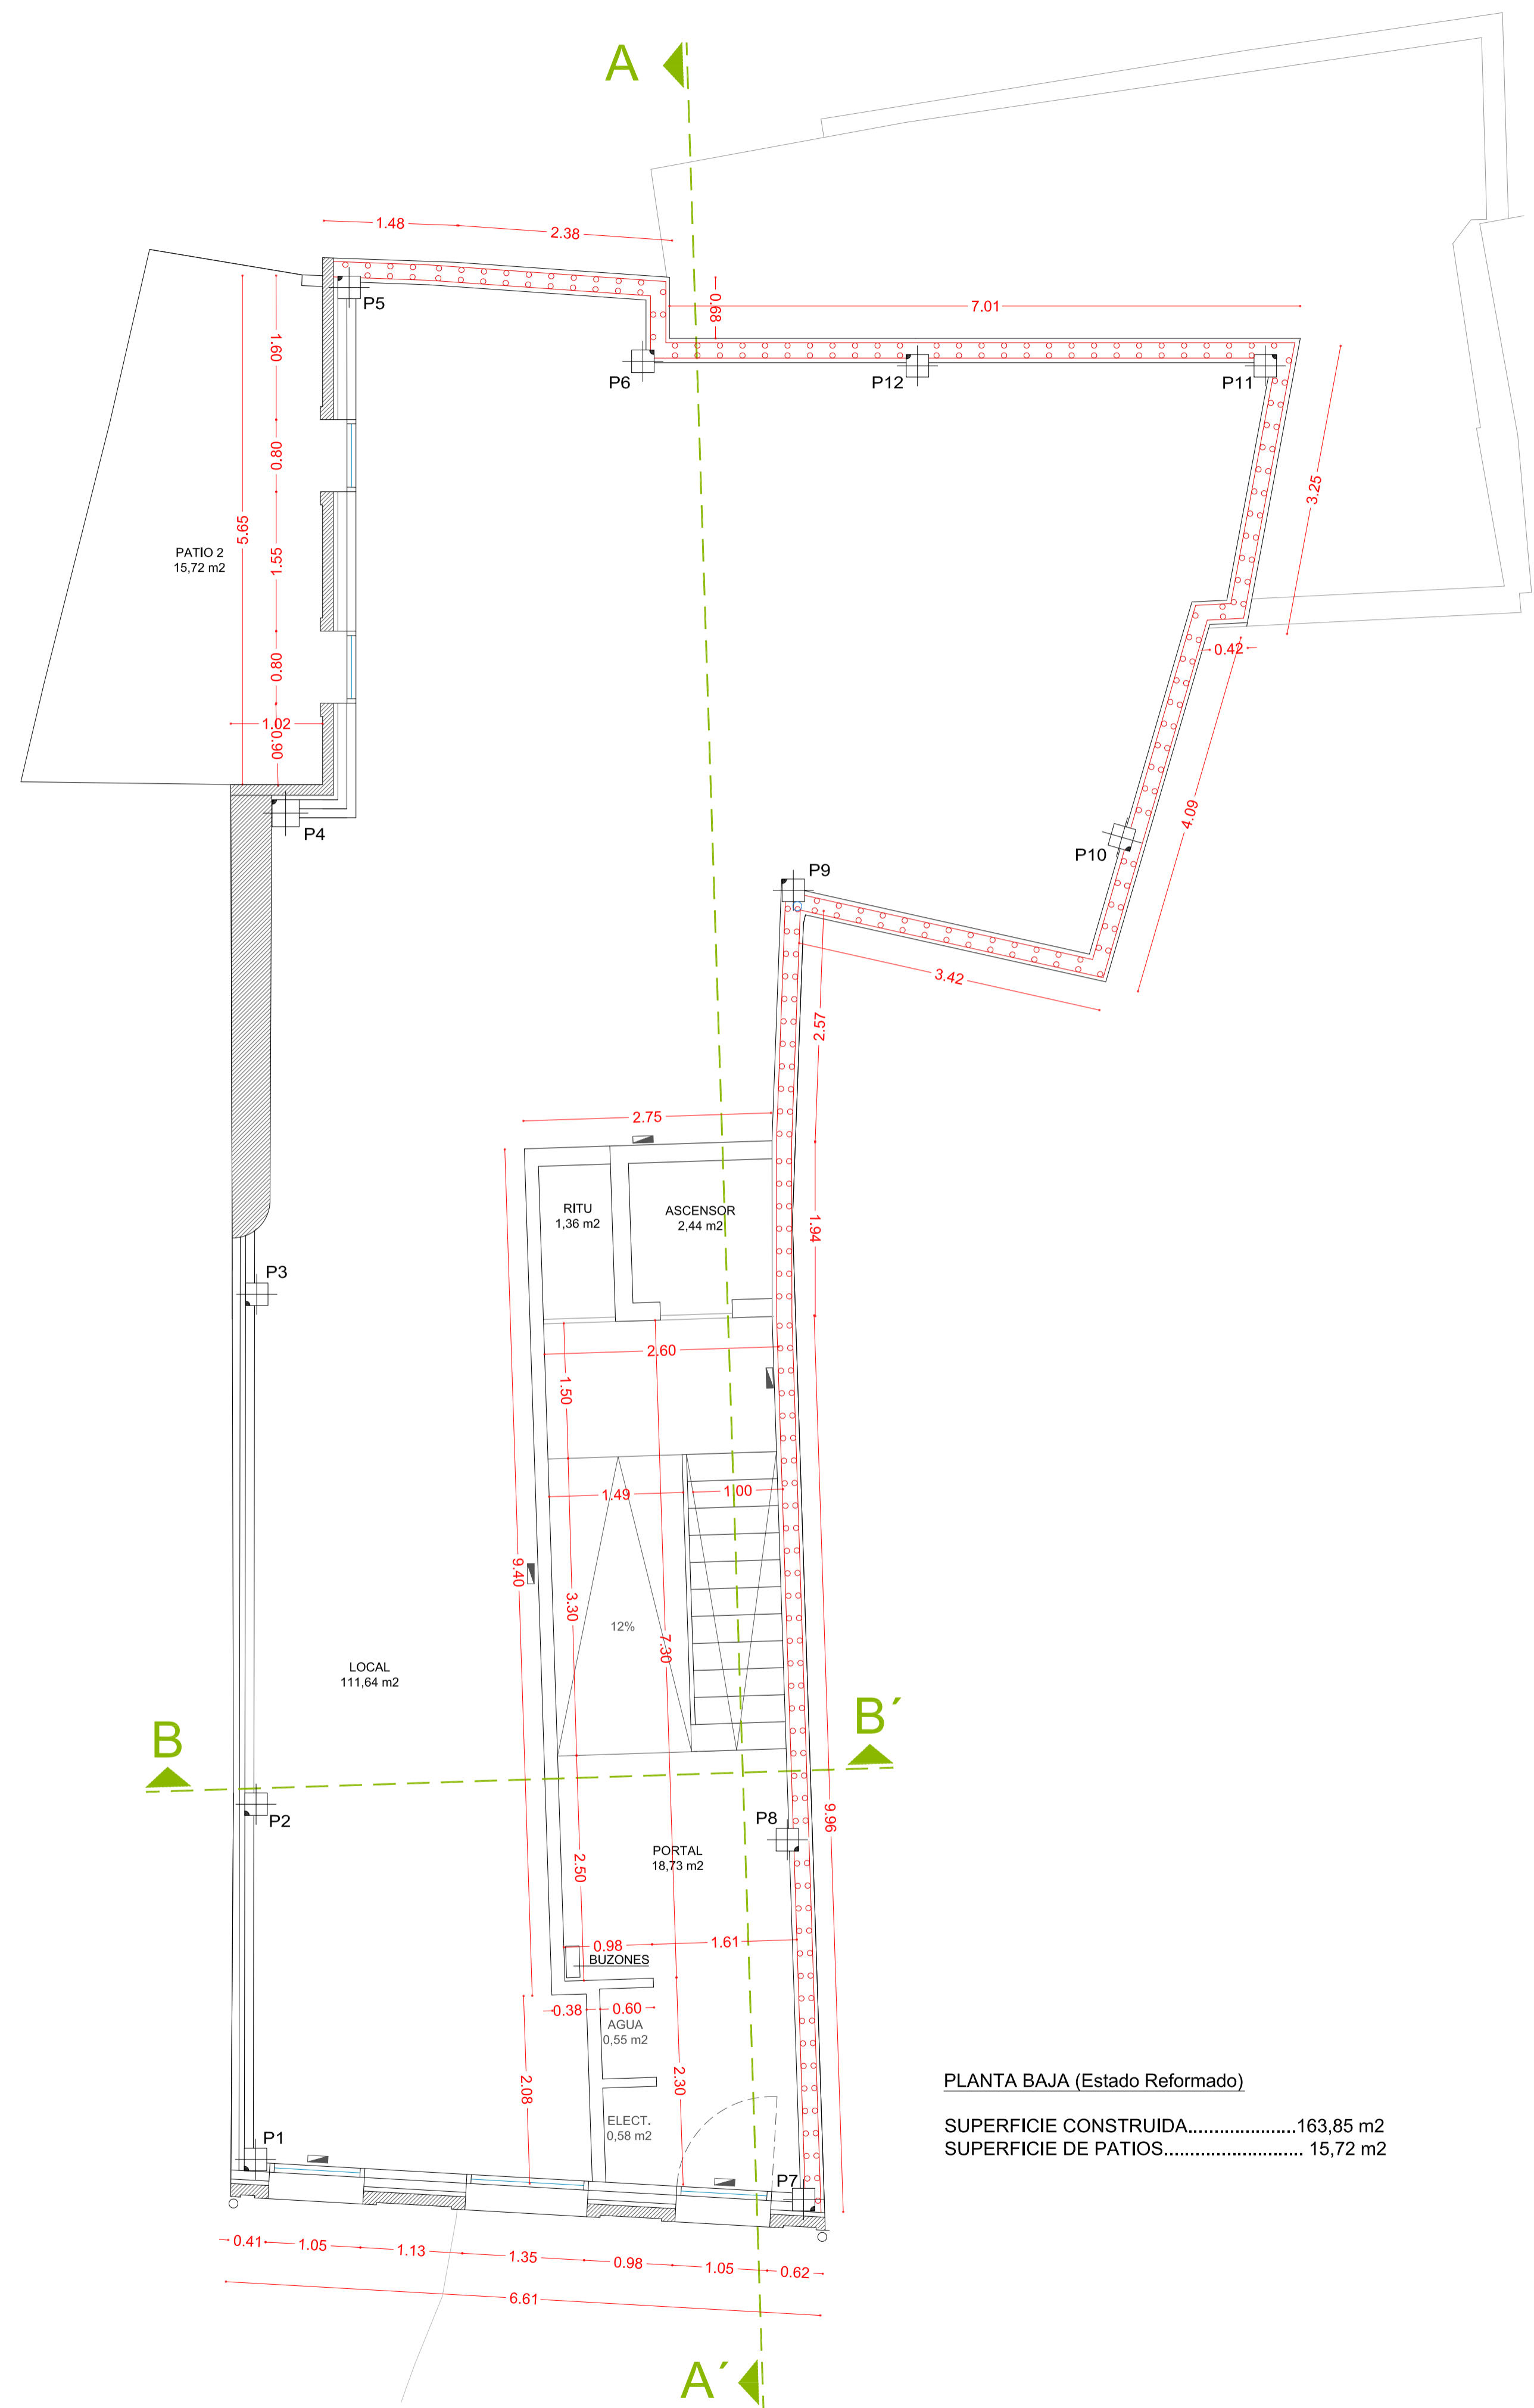 A
1.48
2.38
P5
0.68
7.01
P6
P12
P11
1.60
0.80
5.65
1.55
3.25
PATIO 2
15,72 m2
0.80
0.42
1.02
0.60
P4
4.09
P10
P9
3.42
2.57
2.75
RITU
1,36 m2
ASCENSOR
2,44 m2
1.94
P3
2.60
1.50
1.49
1.00
9.40
3.30
12%
7.30
LOCAL
111,64 m2
B
B´
P2
P8
9.96
PORTAL
18,73 m2
2.50
0.98
1.61
BUZONES
0.38
0.60
AGUA
0,55 m2
2.08
2.30
ELECT.
0,58 m2
P1
P7
0.41
1.05
1.13
1.35
0.98
1.05
0.62
6.61
A´
PLANTA BAJA (Estado Reformado)
SUPERFICIE CONSTRUIDA.....................163,85 m2
SUPERFICIE DE PATIOS........................... 15,72 m2